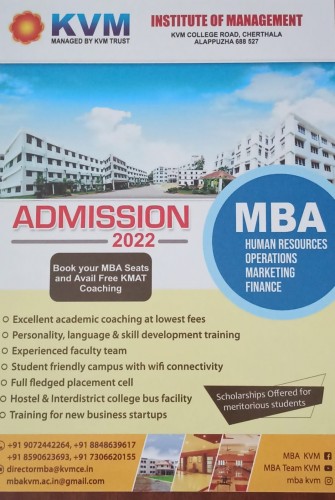 KVM
MANAGED BY KVM TRUST
INSTITUTE OF MANAGEMENT
KVM COLLEGE ROAD, CHERTHALA
ALAPPUZHA 688 527
ADMISSION
2022
Book your MBA Seats
and Avail Free KMAT
Coaching
MBA
HUMAN RESOURCES
OPERATIONS
MARKETING
FINANCE
Excellent academic coaching at lowest fees
Personality, language & skill development training
Experienced faculty team
Student friendly campus with wifi connectivity
Full fledged placement cell
Hostel & Interdistrict college bus facility
Training for new business startups
Scholarships Offered for
meritorious students
+91 9072442264, +91 8848639617
+91 8590623693, +91 7306620155
directormba@kvmce.in
mbakvm.ac.in@gmail.com
MBA KVM
MBA Team KVM
mba kvm